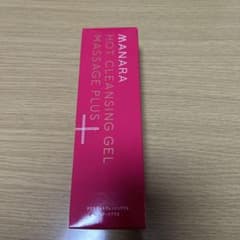 MANARA
HOT CLEANSING GEL
MASSAGE PLUS
+